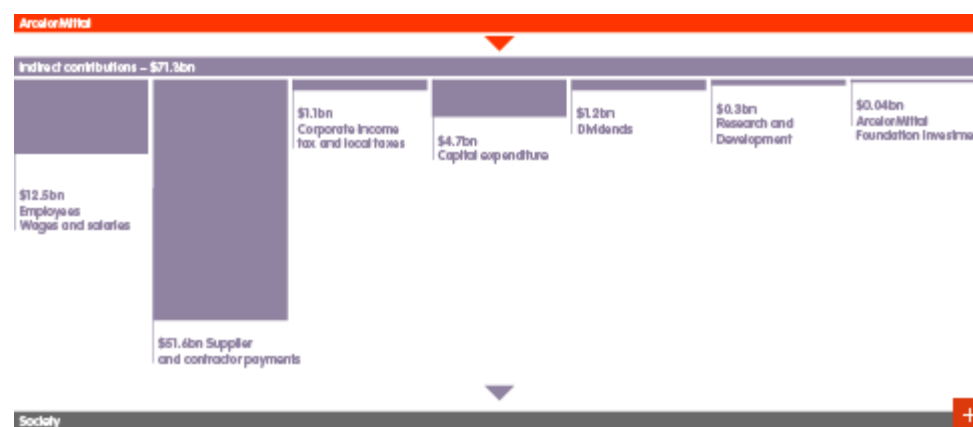 ArcelorMittal
Indirect contributions – $71.3bn
$12.5bn
Employees
Wages and salaries
$51.6bn Supplier
and contractor payments
$1.1bn
Corporate income
tax and local taxes
$4.7bn
Capital expenditure
$1.2bn
Dividends
$0.3bn
Research and
Development
$0.04bn
ArcelorMittal
Foundation investme
Society
+